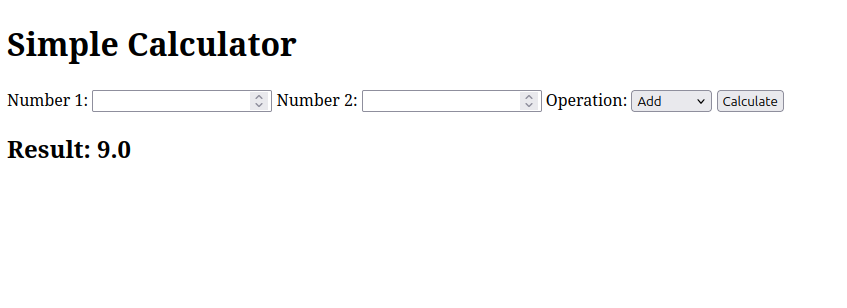 Simple Calculator
Number 1: Number 2: Operation: Add Calculate
Result: 9.0